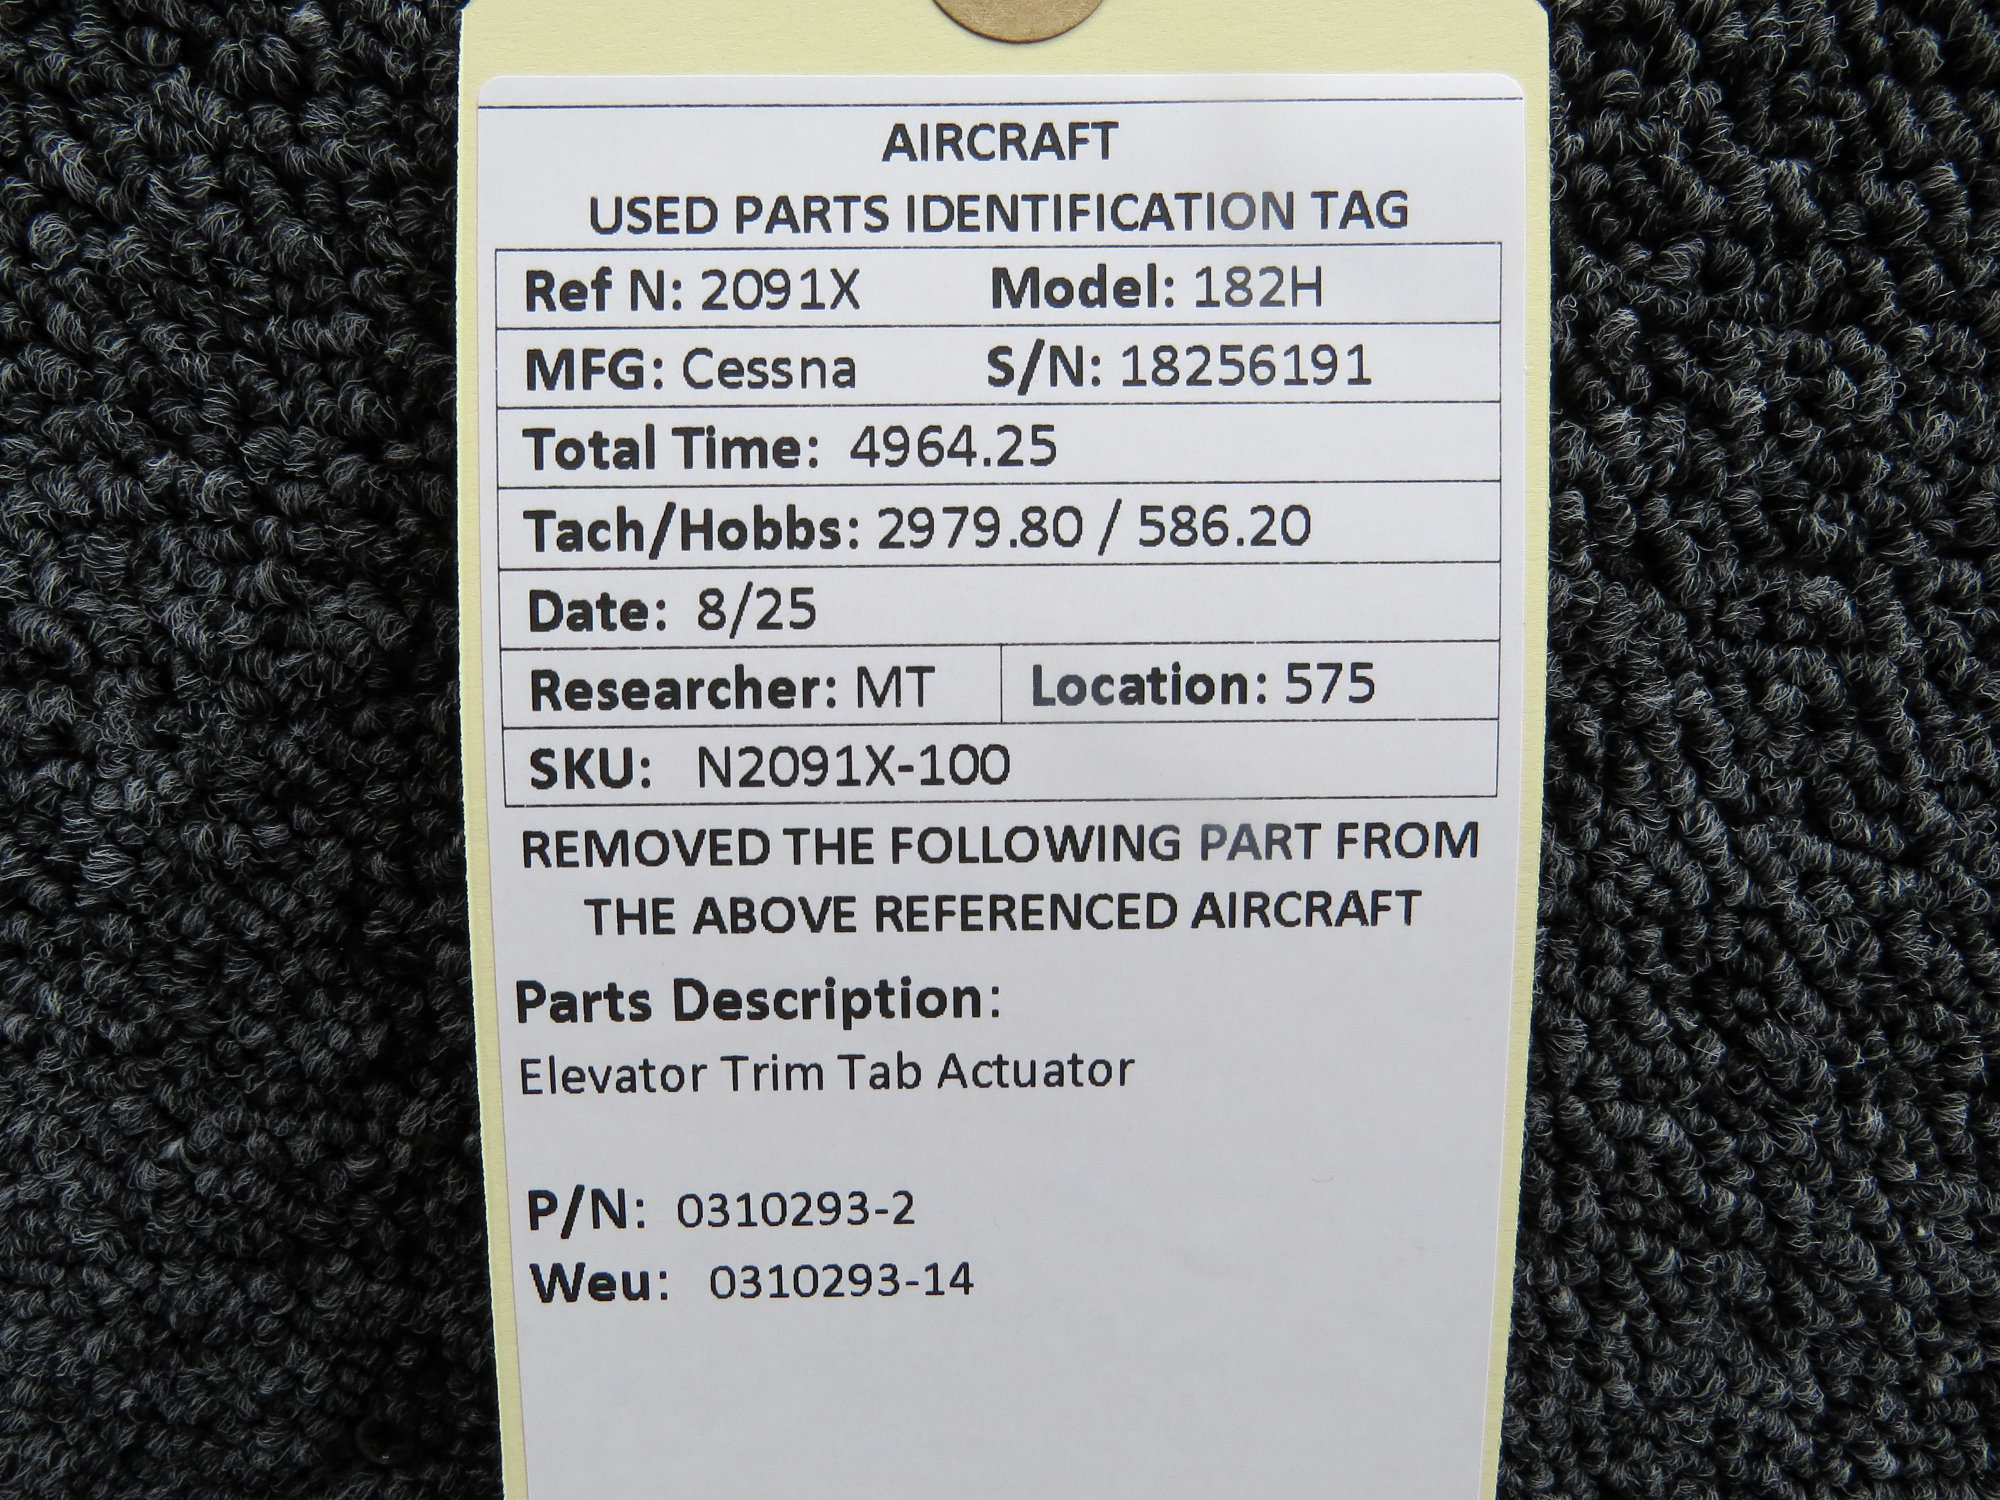 AIRCRAFT
USED PARTS IDENTIFICATION TAG
Ref N: 2091X Model: 182H
MFG: Cessna S/N: 18256191
Total Time: 4964.25
Tach/Hobbs: 2979.80 / 586.20
Date: 8/25
Researcher: MT Location: 575
SKU: N2091X-100
REMOVED THE FOLLOWING PART FROM
THE ABOVE REFERENCED AIRCRAFT
Parts Description:
Elevator Trim Tab Actuator
P/N: 0310293-2
Weu: 0310293-14